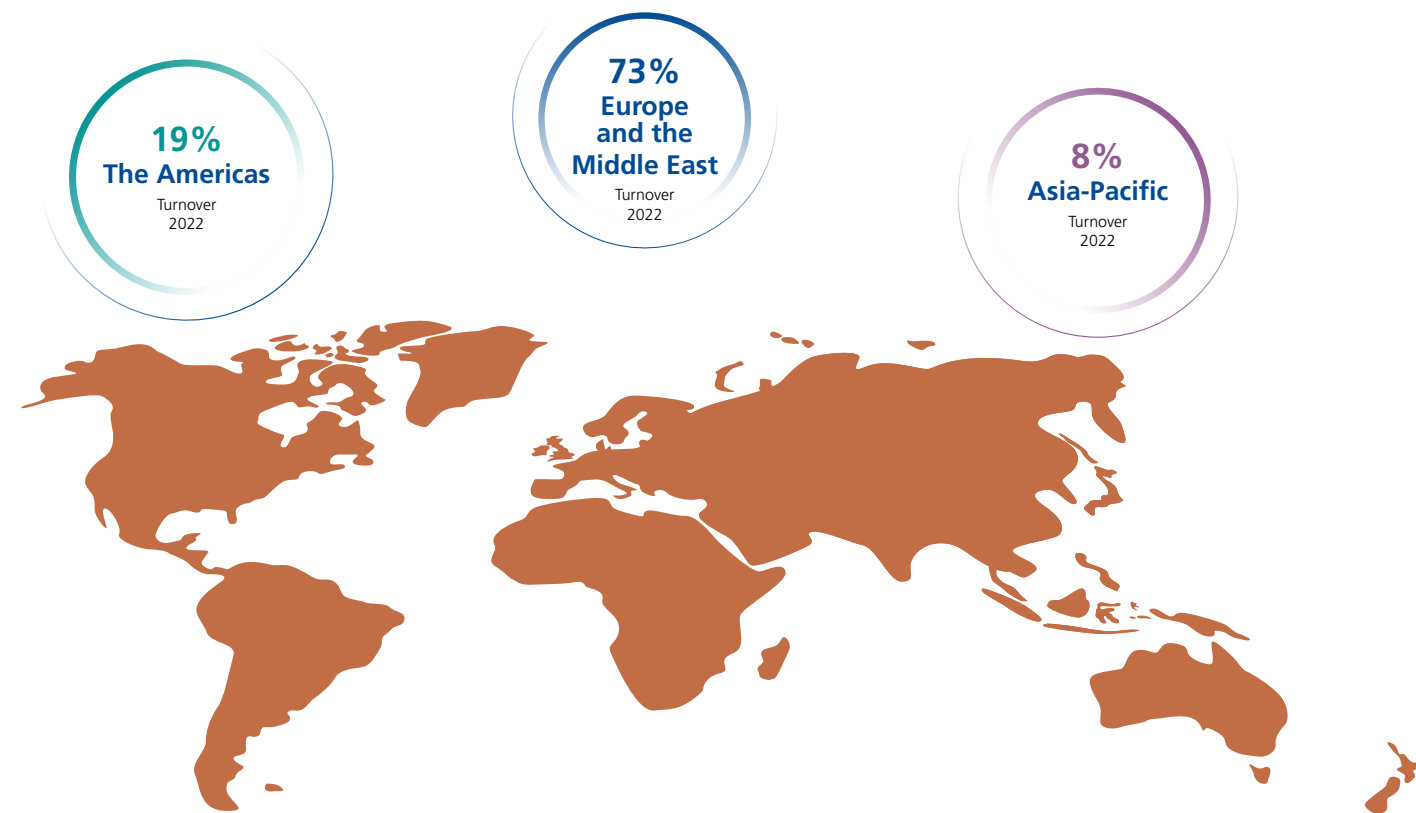 19%
The Americas
Turnover
2022
73%
Europe
and the
Middle East
Turnover
2022
8%
Asia-Pacific
Turnover
2022